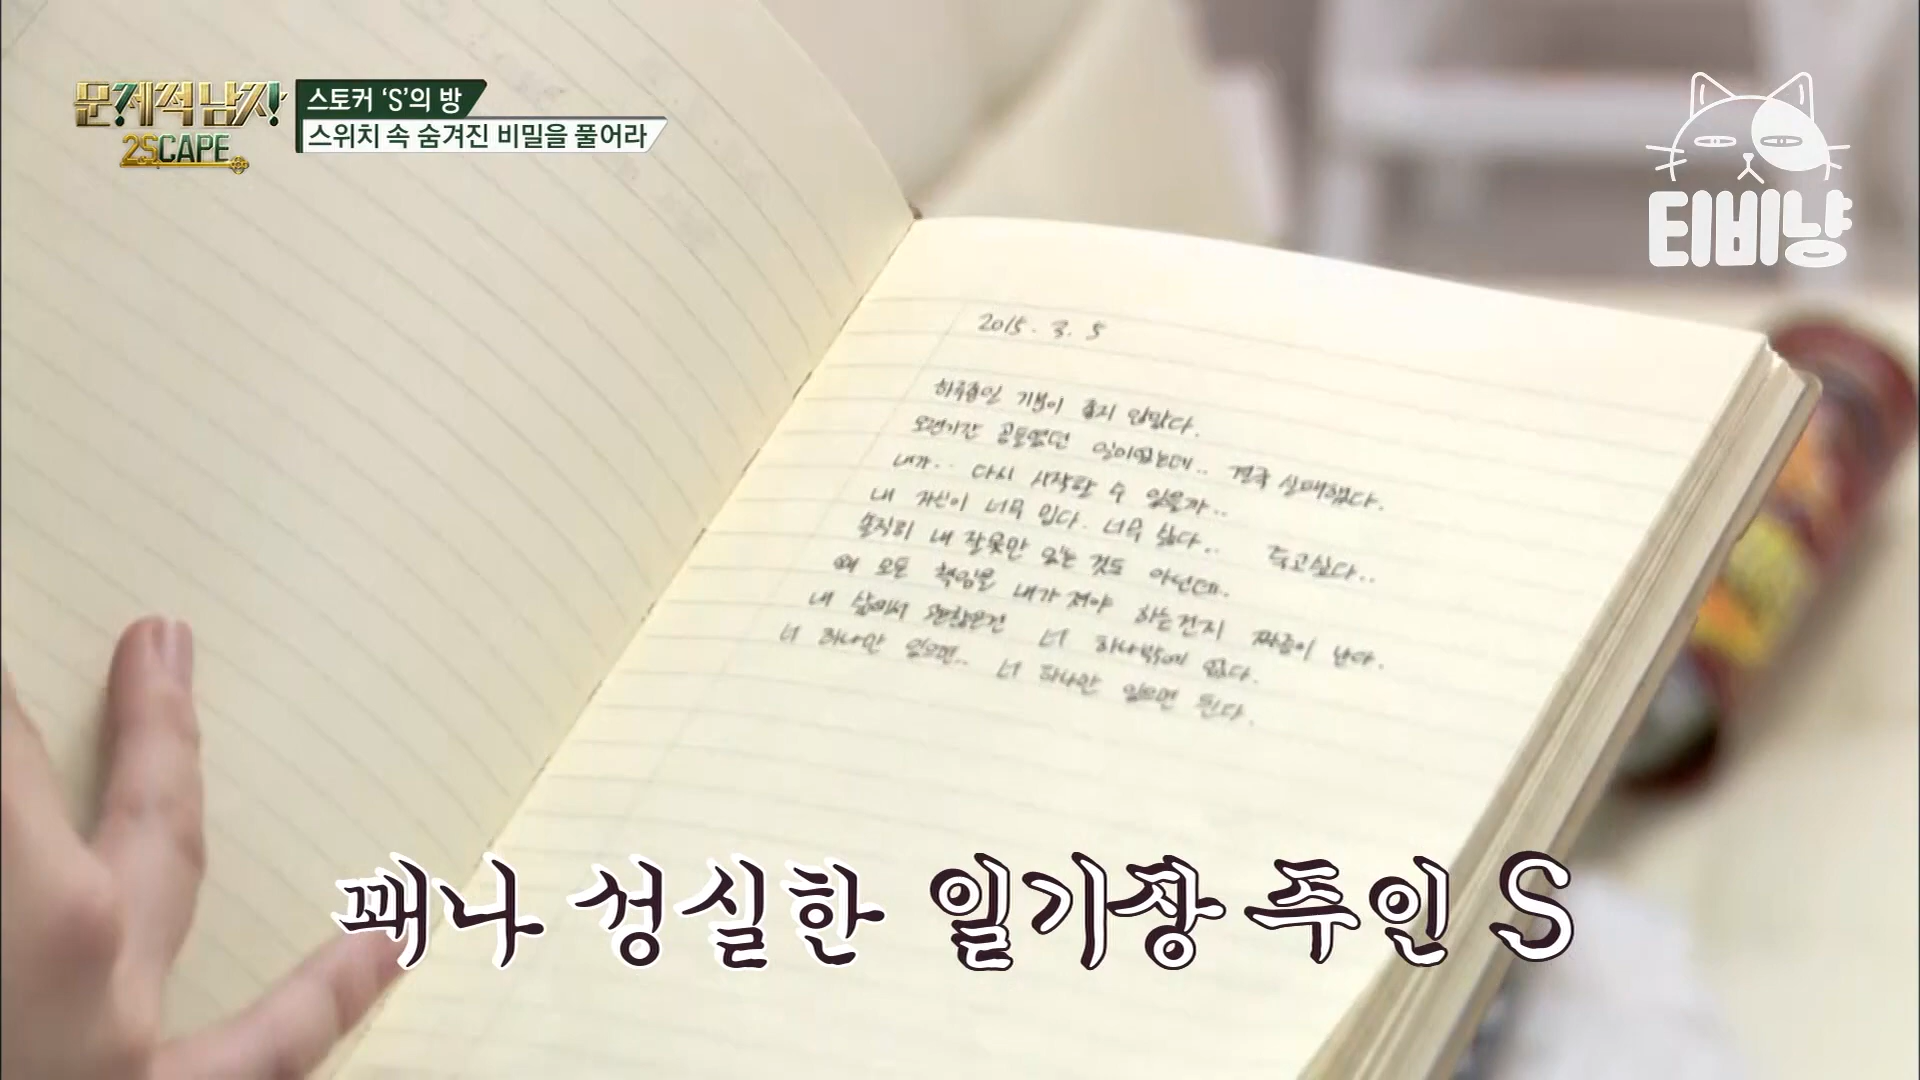 문제적 남자
2SCAPE
스토커 ‘S’의 방
스위치 속 숨겨진 비밀을 풀어라
티비냥
2015. 3. 5
하루종일 기분이 좋지 않았다.
오랜기간 공들였던 일이었는데.. 결국 실패했다.
내가.. 다시 시작할 수 있을까..
내 자신이 너무 밉다. 너무 싫다.. 죽고싶다..
솔직히 내 잘못만 있는 것도 아닌데..
왜 모든 책임을 내가 져야 하는건지 짜증이 난다.
내 삶에서 괜찮은건 너 하나밖에 없다.
너 하나만 있으면.. 너 하나만 있으면 된다.
꽤나 성실한 일기장 주인 S